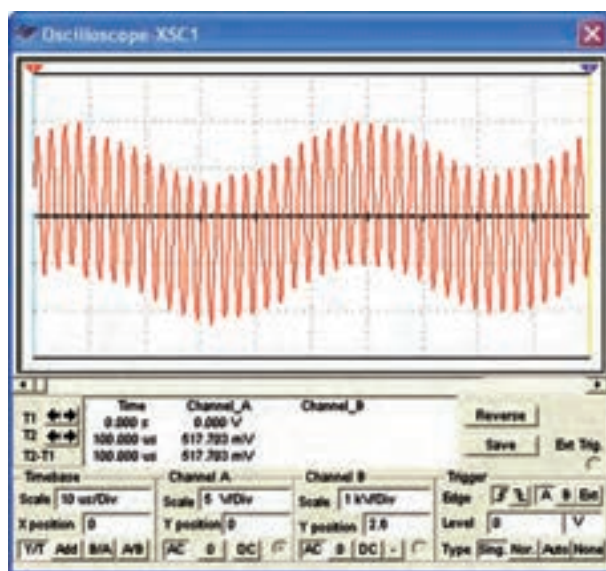 Oscilloscope-XSC1
Time Channel_A Channel_B
T1 0.000 s 0.000 V
T2 100.000 us 517.703 mV
T2-T1 100.000 us 517.703 mV
Reverse
Save Ext Trig.
Timebase Channel A Channel B Trigger
Scale 10 us/Div Scale 5 V/Div Scale 1 kV/Div Edge A B Ext
X position 0 Y position 0 Y position 2.6 Level 0 V
Y/T Add B/A A/B AC 0 DC AC 0 DC - Type Sing. Nor. Auto None